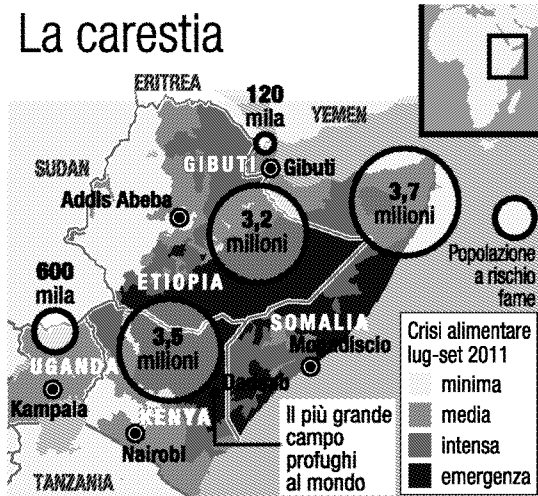 La carestia
ERITREA
120
mila
YEMEN
SUDAN
GIBUTI
Gibuti
Addis Abeba
3,2
milioni
3,7
milioni
Popolazione
a rischio
fame
600
mila
ETIOPIA
3,5
milioni
SOMALIA
Mogadiscio
UGANDA
Kampala
Dadaab
KENYA
Nairobi
TANZANIA
Il più grande
campo
profughi
al mondo
Crisi alimentare
lug-set 2011
minima
media
intensa
emergenza